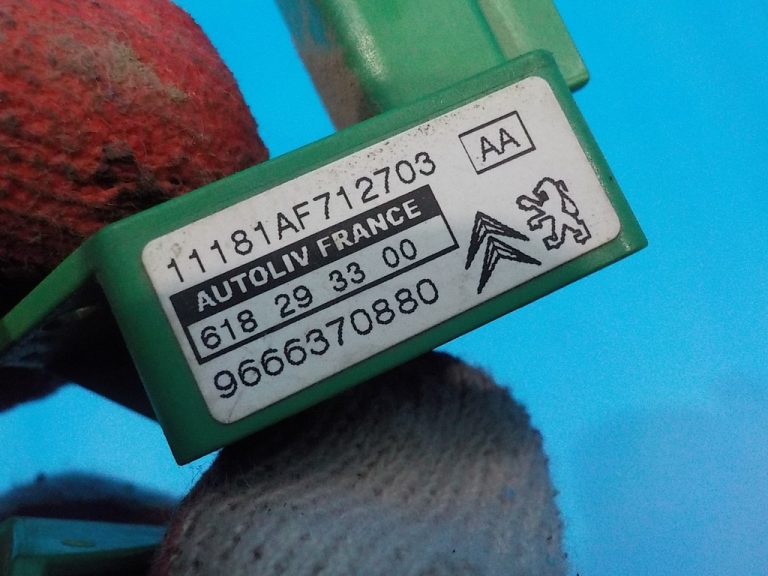 AA
11181AF712703
AUTOLIV FRANCE
618 29 33 00
9666370880